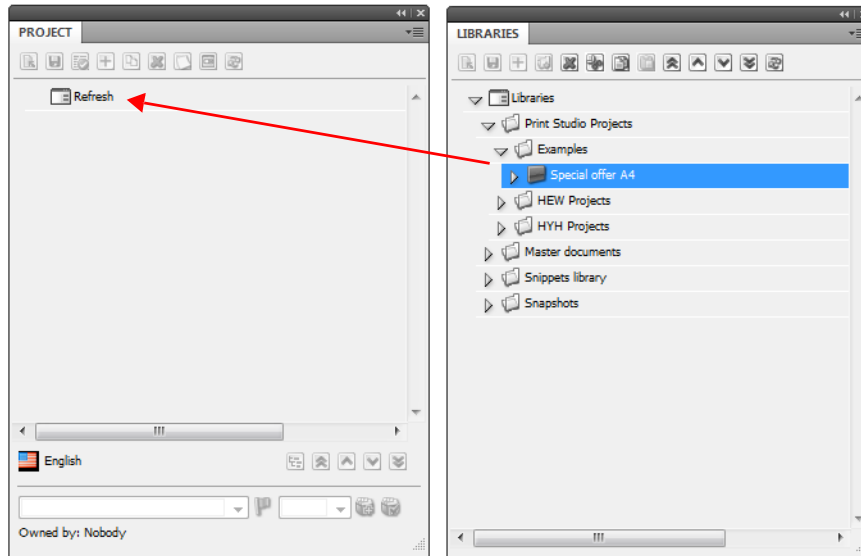 PROJECT
Refresh
English
Owned by: Nobody
LIBRARIES
Libraries
Print Studio Projects
Examples
Special offer A4
HEW Projects
HYH Projects
Master documents
Snippets library
Snapshots